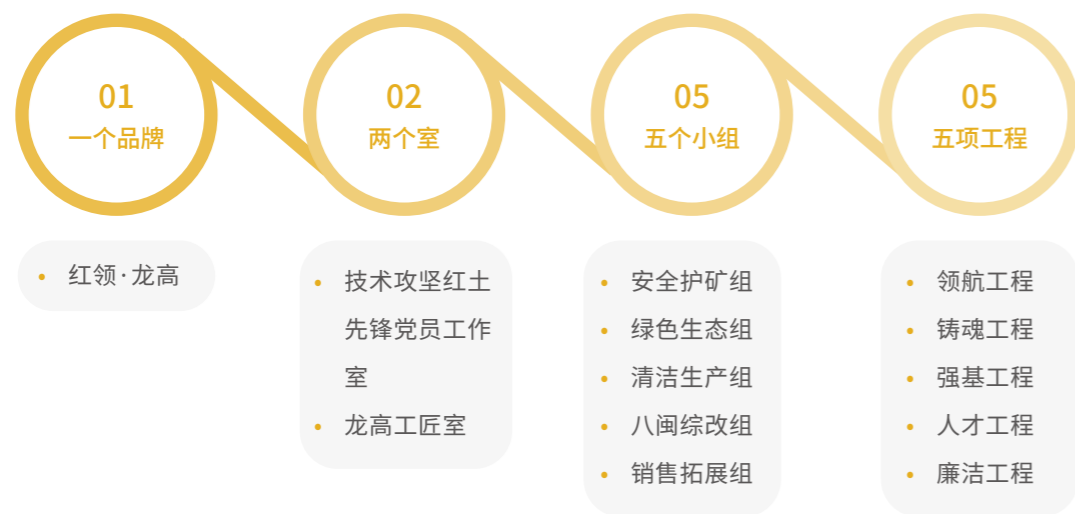 01
一个品牌
红领·龙高
02
两个室
技术攻坚红土
先锋党员工作
室
龙高工匠室
05
五个小组
安全护矿组
绿色生态组
清洁生产组
八闽综改组
销售拓展组
05
五项工程
领航工程
铸魂工程
强基工程
人才工程
廉洁工程